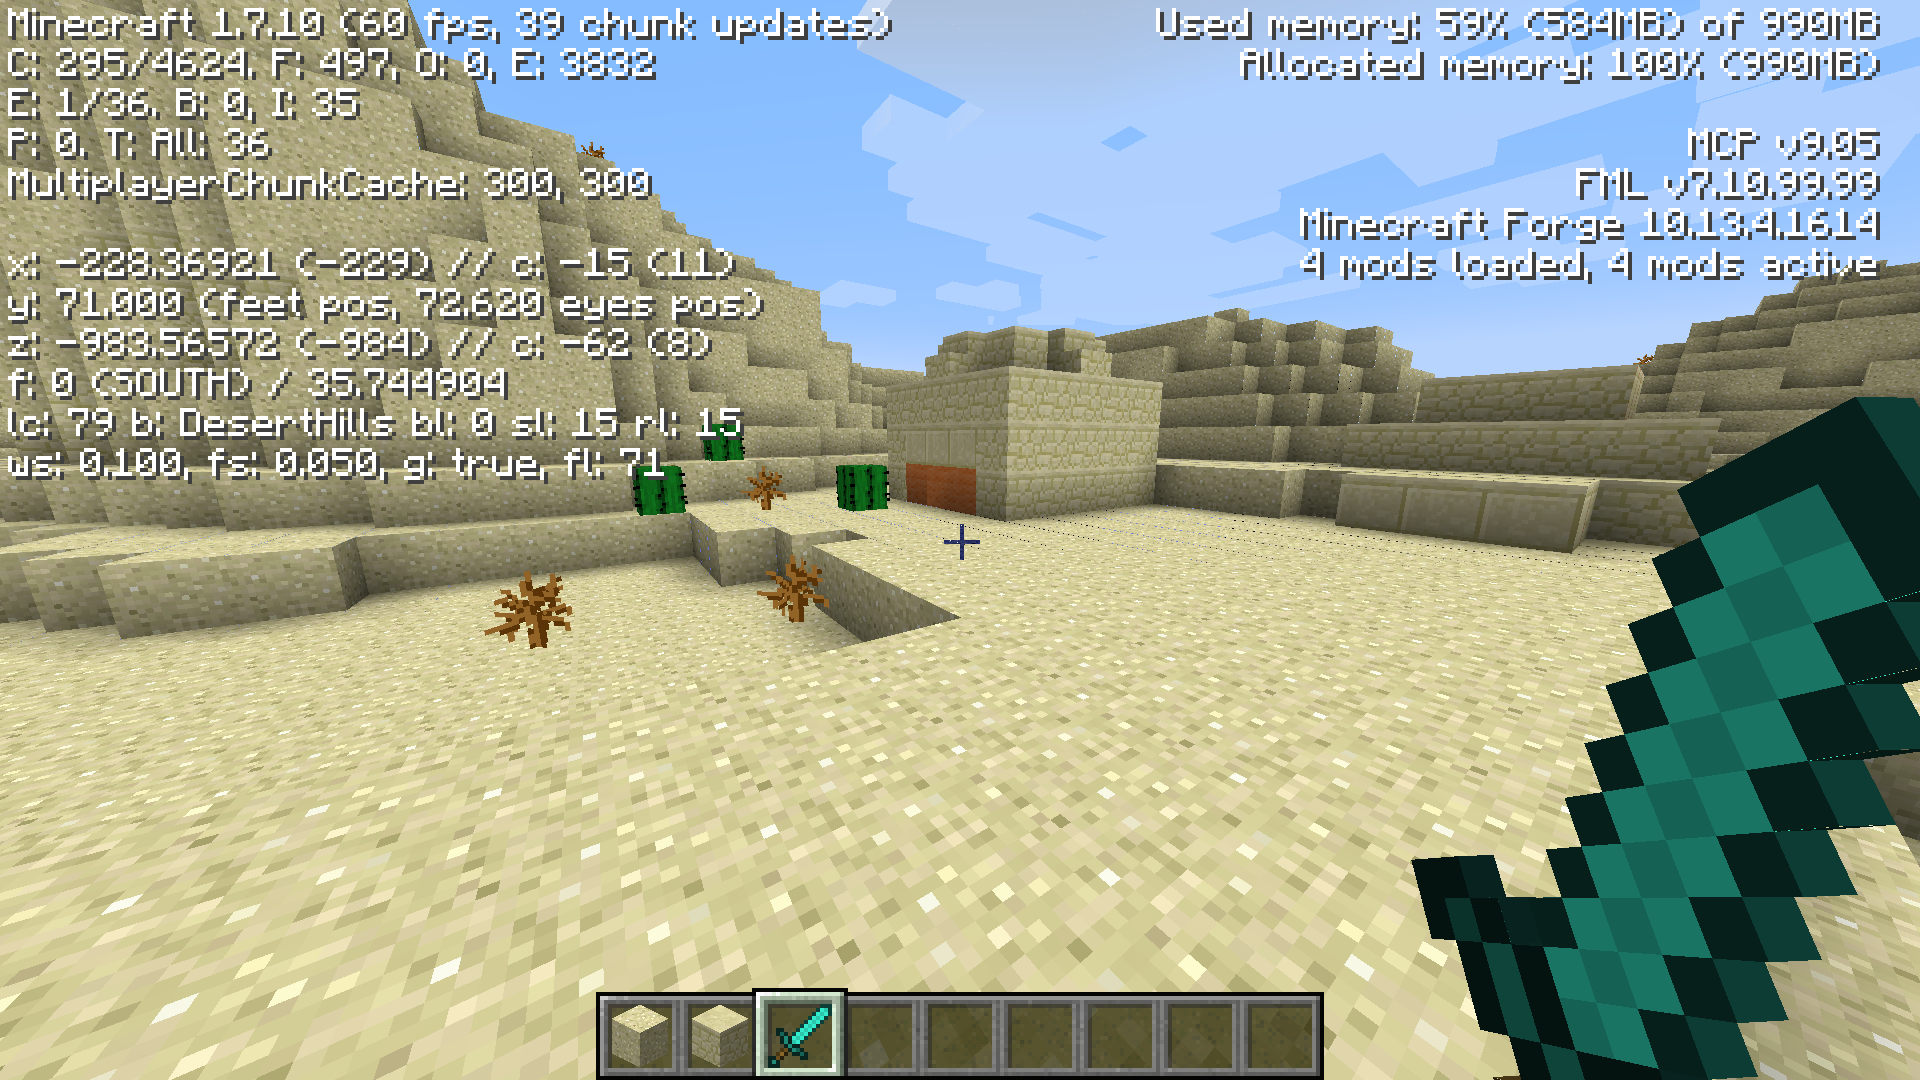 Minecraft 1.7.10 (60 fps, 39 chunk updates)
C: 295/4624. F: 497, O: 0, E: 3832
E: 1/36. B: 0, I: 35
P: 0. T: All: 36
MultiplayerChunkCache: 300, 300
x: -228.36921 (-229) // c: -15 (11)
y: 71.000 (feet pos, 72.620 eyes pos)
z: -983.56572 (-984) // c: -62 (8)
f: 0 (SOUTH) / 35.744904
lc: 79 b: DesertHills bl: 0 sl: 15 rl: 15
ws: 0.100, fs: 0.050, g: true, fl: 71
Used memory: 59% (584MB) of 990MB
Allocated memory: 100% (990MB)
MCP v9.05
FML v7.10.99.99
Minecraft Forge 10.13.4.1614
4 mods loaded, 4 mods active